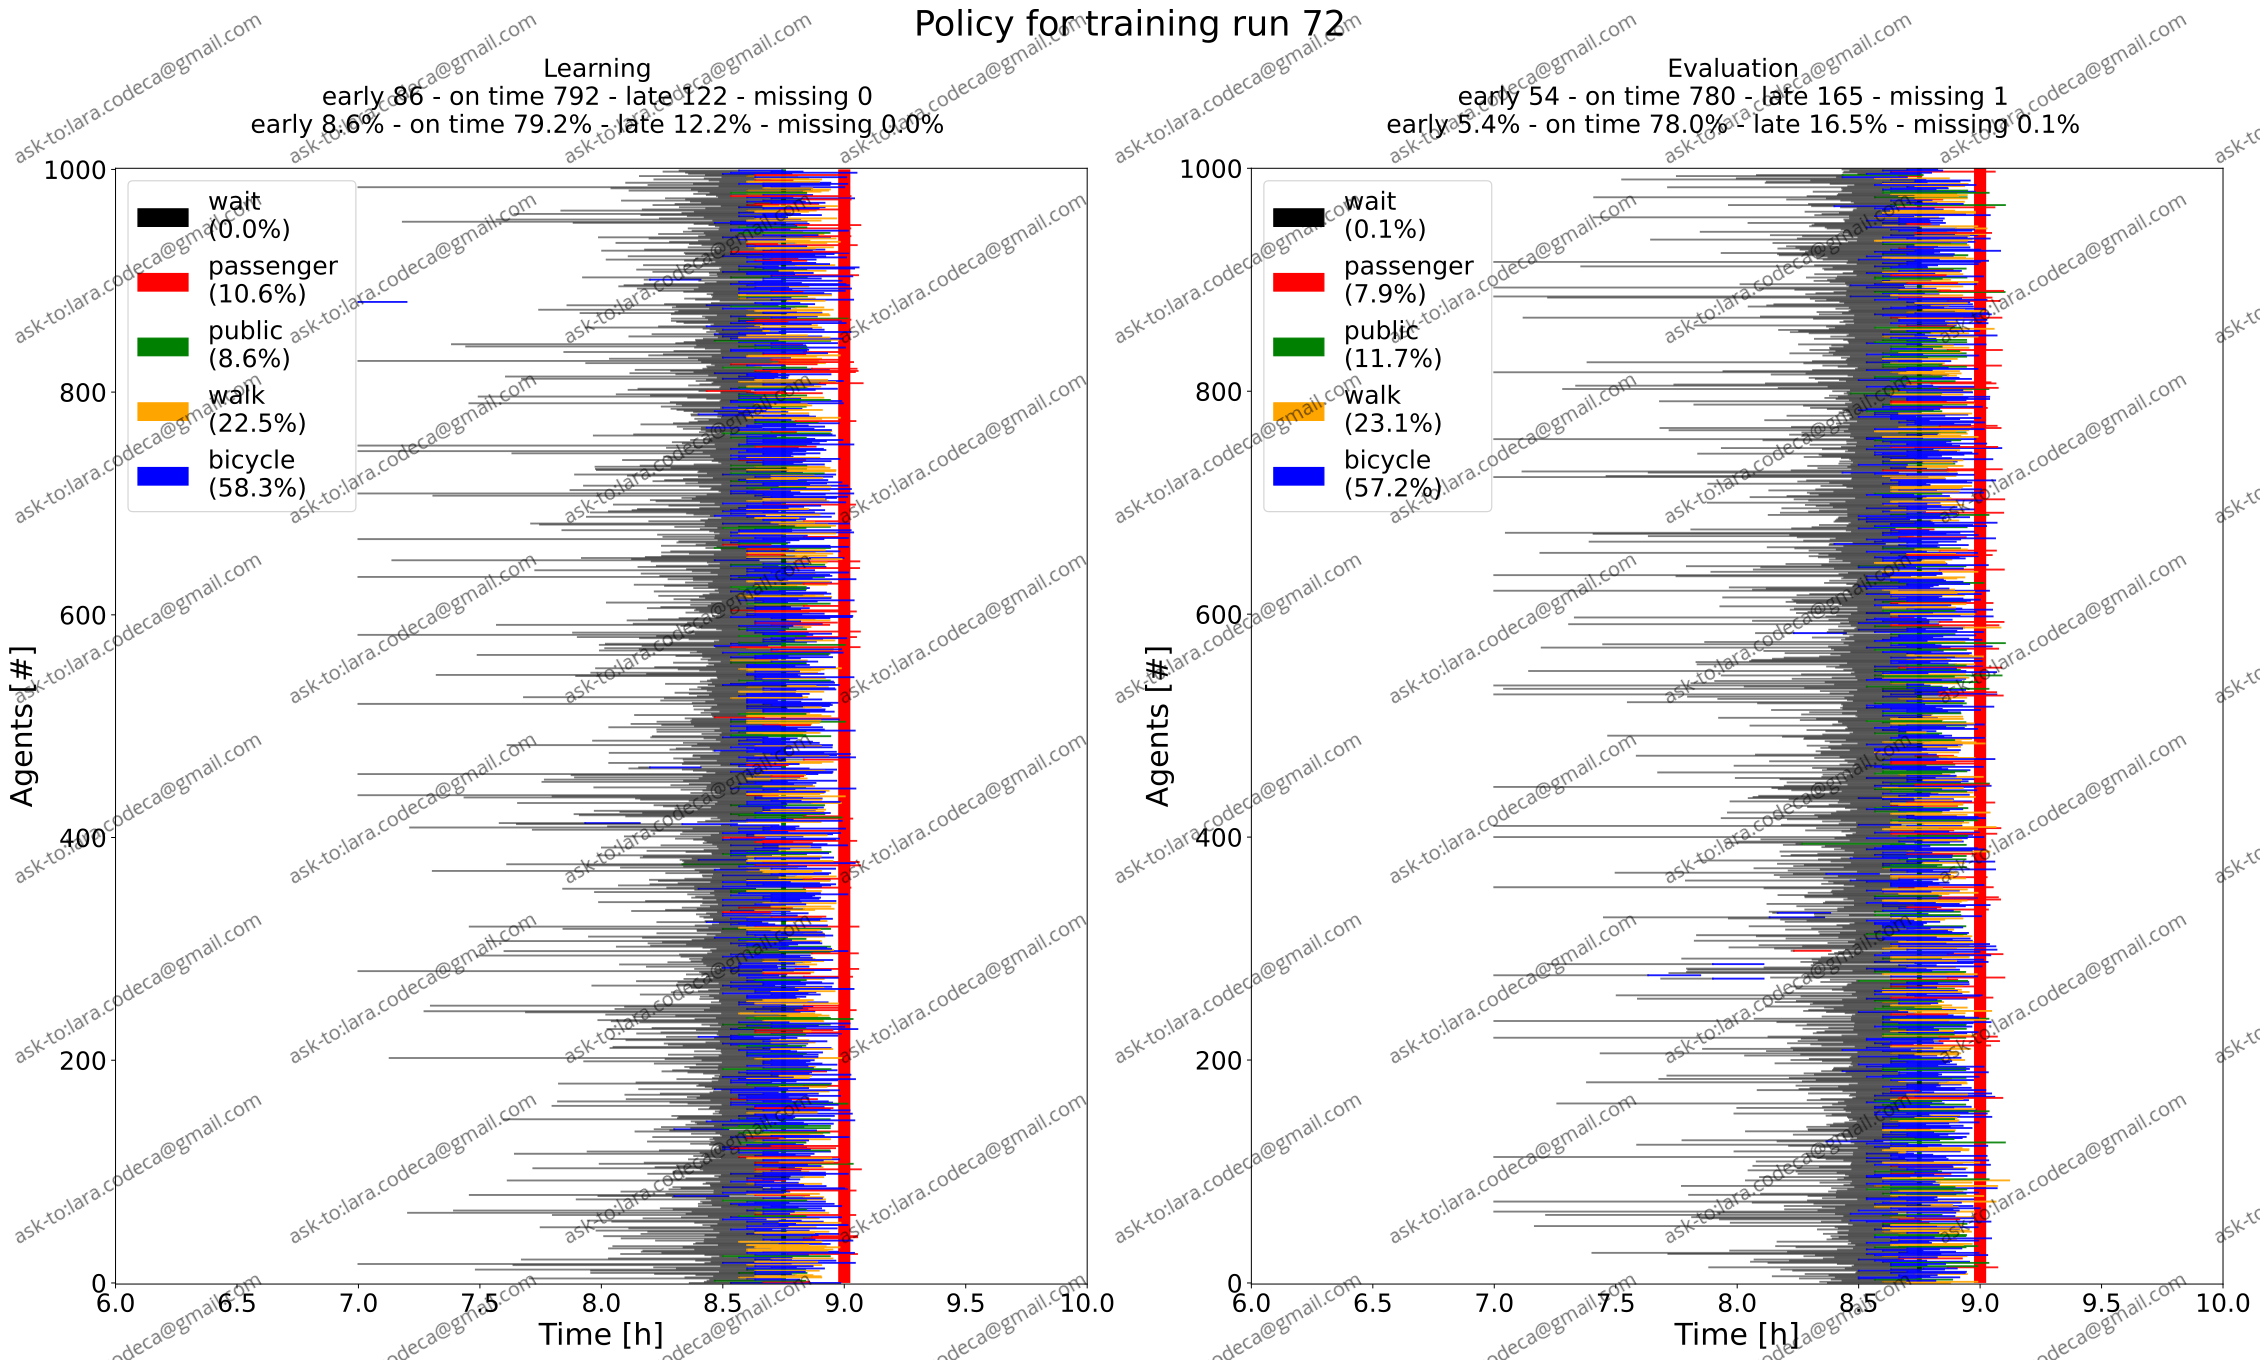 Policy for training run 72
Learning
early 86 - on time 792 - late 122 - missing 0
early 8.6% - on time 79.2% - late 12.2% - missing 0.0%
1000
800
600
400
200
0
Agents [#]
wait
(0.0%)
passenger
(10.6%)
public
(8.6%)
walk
(22.5%)
bicycle
(58.3%)
6.0 6.5 7.0 7.5 8.0 8.5 9.0 9.5 10.0
Time [h]
Evaluation
early 54 - on time 780 - late 165 - missing 1
early 5.4% - on time 78.0% - late 16.5% - missing 0.1%
1000
800
600
400
200
0
Agents [#]
wait
(0.1%)
passenger
(7.9%)
public
(11.7%)
walk
(23.1%)
bicycle
(57.2%)
6.0 6.5 7.0 7.5 8.0 8.5 9.0 9.5 10.0
Time [h]
ask-to:lara.codeca@gmail.com